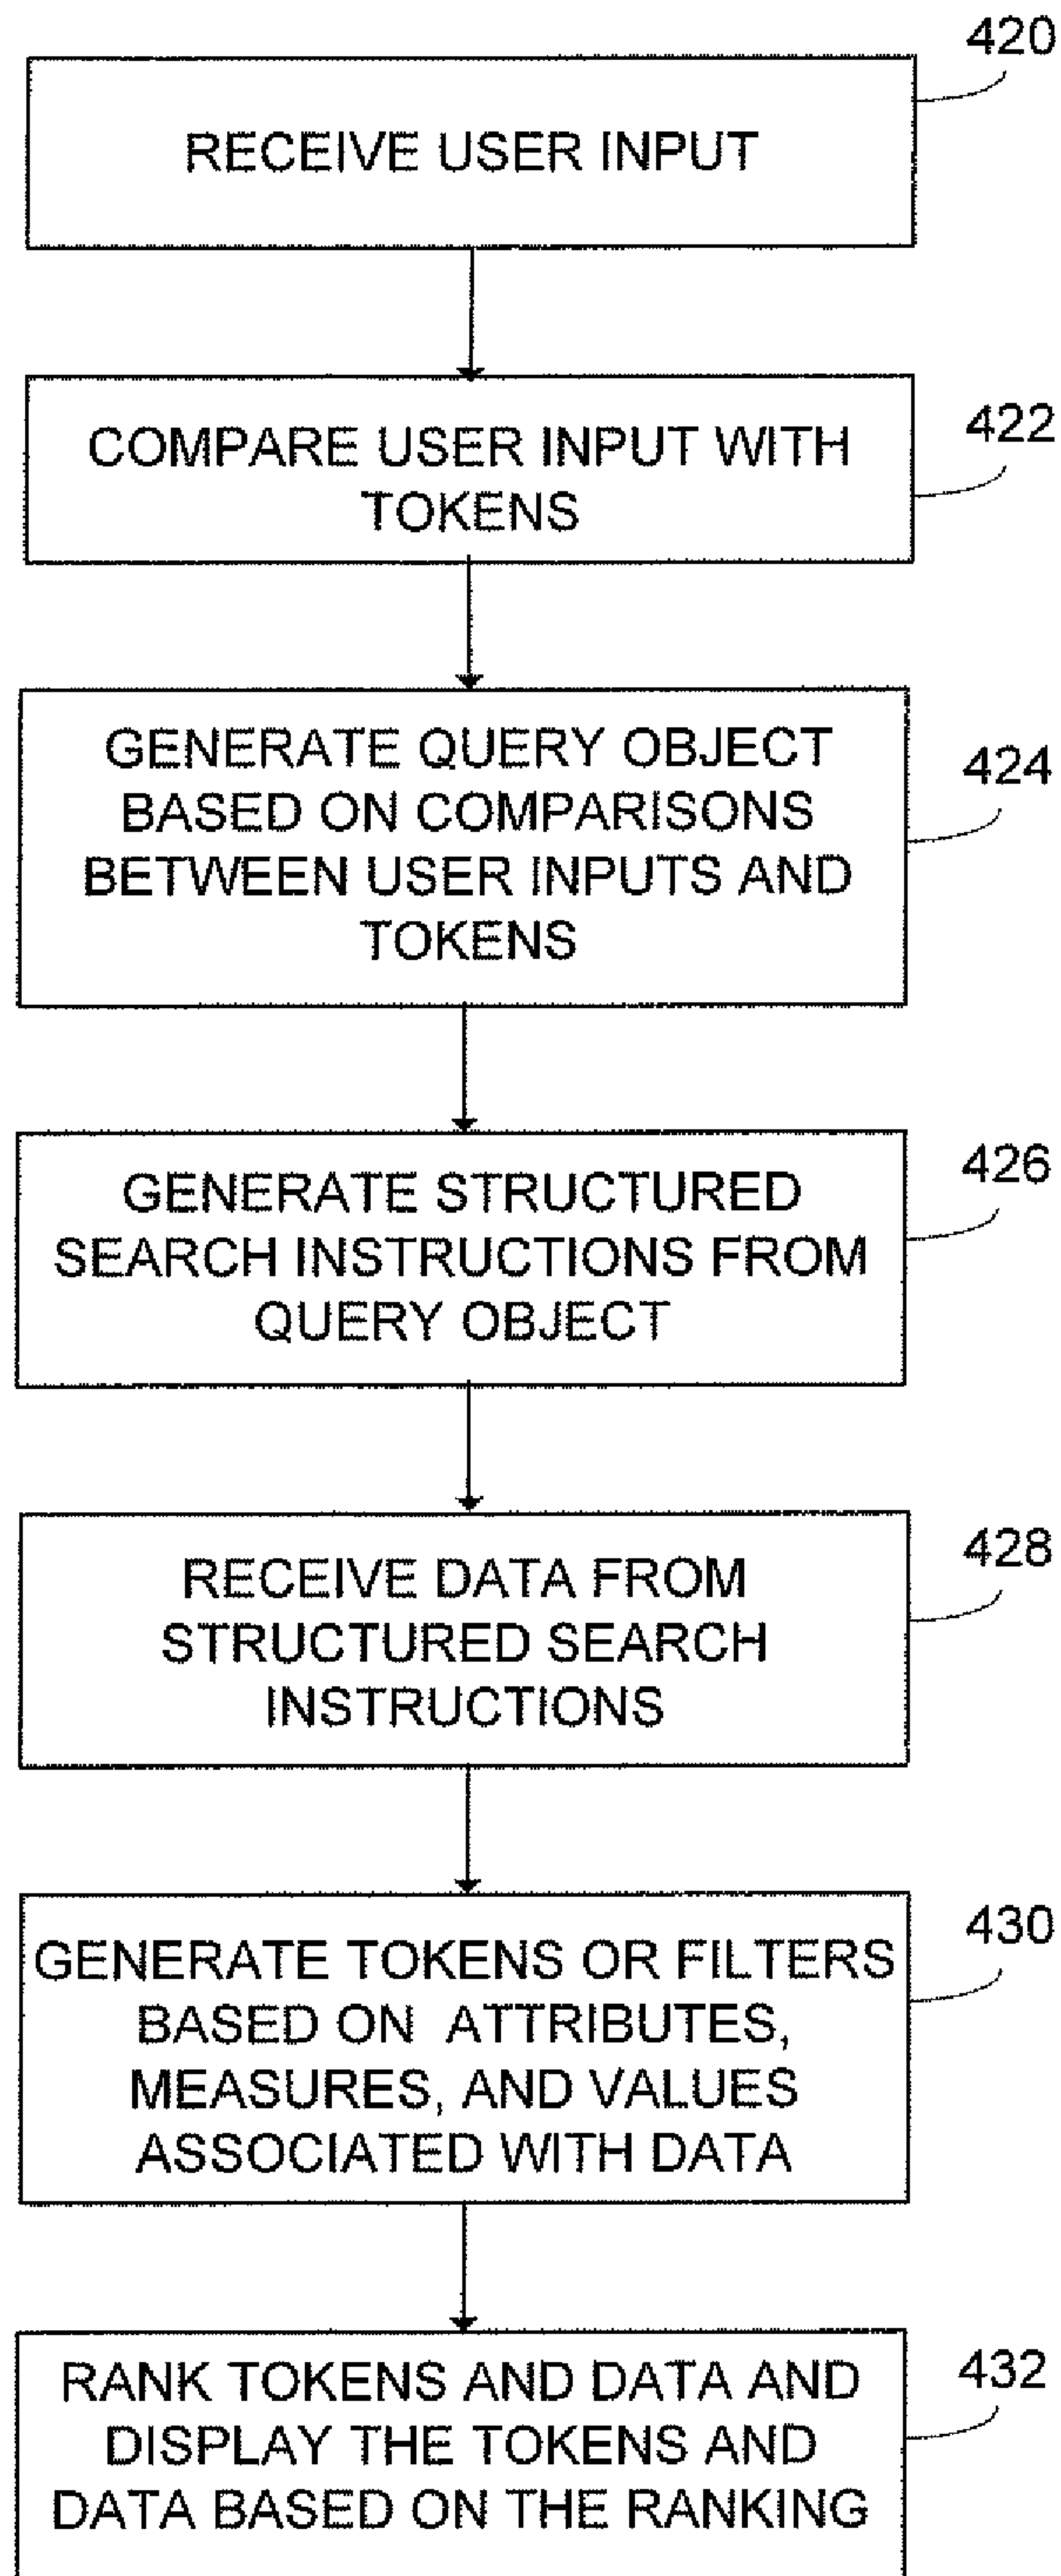 420
RECEIVE USER INPUT
422
COMPARE USER INPUT WITH
TOKENS
424
GENERATE QUERY OBJECT
BASED ON COMPARISONS
BETWEEN USER INPUTS AND
TOKENS
426
GENERATE STRUCTURED
SEARCH INSTRUCTIONS FROM
QUERY OBJECT
428
RECEIVE DATA FROM
STRUCTURED SEARCH
INSTRUCTIONS
430
GENERATE TOKENS OR FILTERS
BASED ON ATTRIBUTES,
MEASURES, AND VALUES
ASSOCIATED WITH DATA
432
RANK TOKENS AND DATA AND
DISPLAY THE TOKENS AND
DATA BASED ON THE RANKING